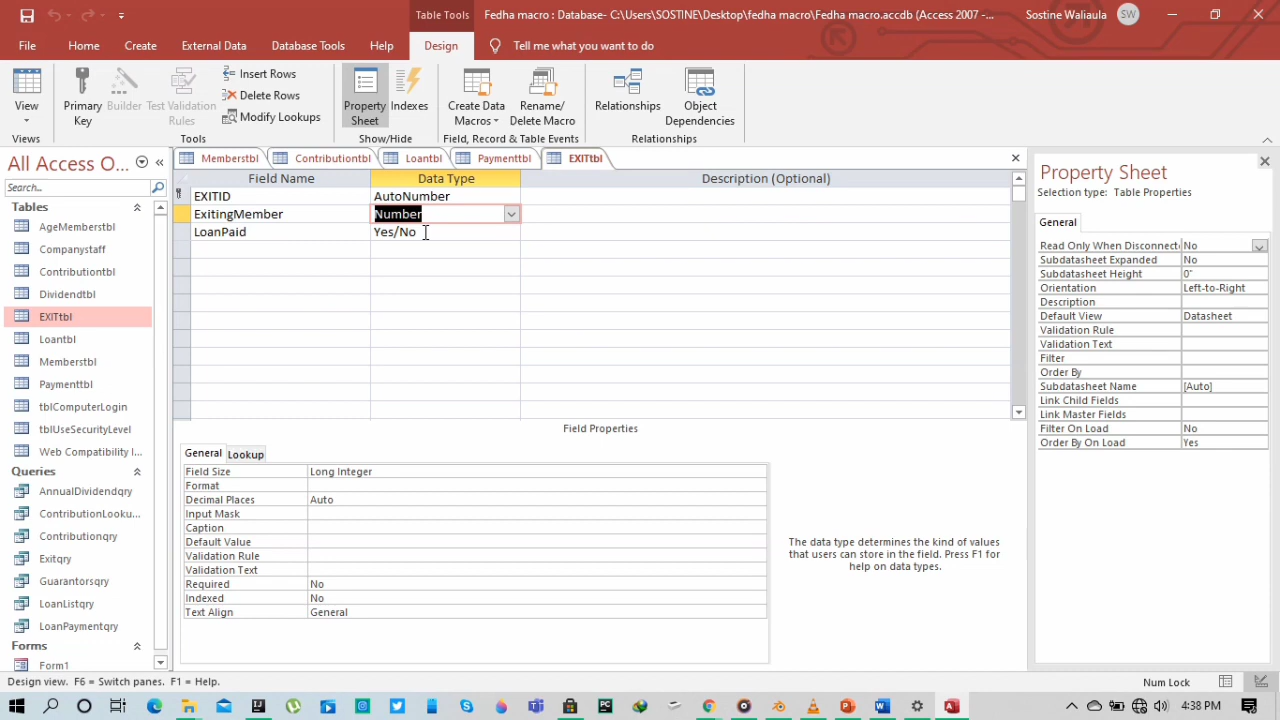 Table Tools
Fedha macro : Database- C:\Users\SOSTINE\Desktop\fedha macro\Fedha macro.accdb (Access 2007 -...
Sostine Waliaula
SW
File
Home
Create
External Data
Database Tools
Help
Design
Tell me what you want to do
View
Primary Key
Builder
Test Validation Rules
Insert Rows
Delete Rows
Modify Lookups
Property Sheet
Indexes
Create Data Macros
Rename/ Delete Macro
Relationships
Object Dependencies
Views
Tools
Show/Hide
Field, Record & Table Events
Relationships
All Access O...
Search...
Tables
AgeMemberstbl
Companystaff
Contributiontbl
Dividendtbl
EXITtbl
Loantbl
Memberstbl
Paymenttbl
tblComputerLogin
tblUseSecurityLevel
Web Compatibility I...
Queries
AnnualDividendqry
ContributionLooku...
Contributionqry
Exitqry
Guarantorsqry
LoanListqry
LoanPaymentqry
Forms
Form1
Memberstbl
Contributiontbl
Loantbl
Paymenttbl
EXITtbl
Field Name
Data Type
Description (Optional)
EXITID
AutoNumber
ExitingMember
Number
LoanPaid
Yes/No
Field Properties
General
Lookup
Field Size
Long Integer
Format
Decimal Places
Auto
Input Mask
Caption
Default Value
Validation Rule
Validation Text
Required
No
Indexed
No
Text Align
General
The data type determines the kind of values
that users can store in the field. Press F1 for
help on data types.
Property Sheet
Selection type: Table Properties
General
Read Only When Disconnect
No
Subdatasheet Expanded
No
Subdatasheet Height
0"
Orientation
Left-to-Right
Description
Default View
Datasheet
Validation Rule
Validation Text
Filter
Order By
Subdatasheet Name
[Auto]
Link Child Fields
Link Master Fields
Filter On Load
No
Order By On Load
Yes
Design view. F6 = Switch panes. F1 = Help.
Num Lock
4:38 PM